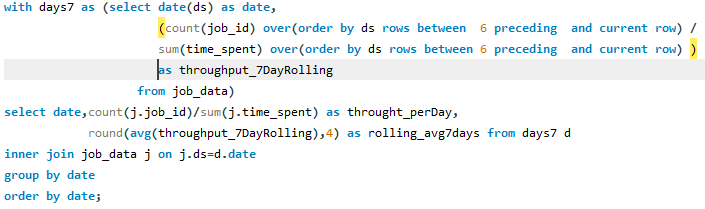 with days7 as (select date(ds) as date,
(count(job_id) over(order by ds rows between  6 preceding  and current row) /
sum(time_spent) over(order by ds rows between 6 preceding  and current row) )
as throughput_7DayRolling
from job_data)
select date,count(j.job_id)/sum(j.time_spent) as throught_perDay,
round(avg(throughput_7DayRolling),4) as rolling_avg7days from days7 d
inner join job_data j on j.ds=d.date
group by date
order by date;